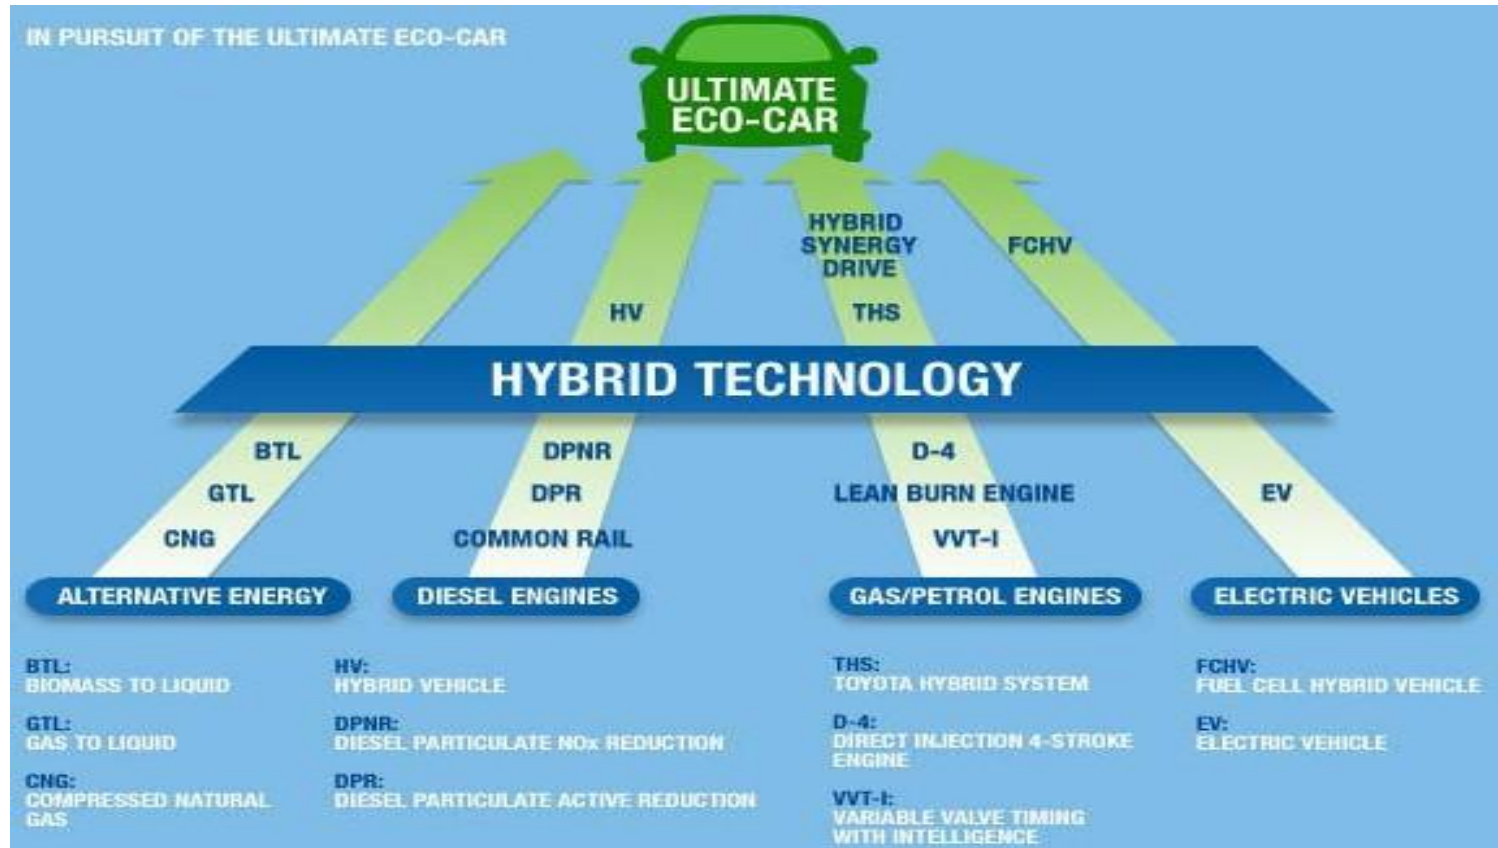 IN PURSUIT OF THE ULTIMATE ECO-CAR
ULTIMATE
ECO-CAR
HYBRID
SYNERGY
DRIVE
FCHV
HV
THS
HYBRID TECHNOLOGY
BTL
DPNR
D-4
GTL
DPR
LEAN BURN ENGINE
EV
CNG
COMMON RAIL
VVT-I
ALTERNATIVE ENERGY
DIESEL ENGINES
GAS/PETROL ENGINES
ELECTRIC VEHICLES
BTL:
BIOMASS TO LIQUID
GTL:
GAS TO LIQUID
CNG:
COMPRESSED NATURAL
GAS
HV:
HYBRID VEHICLE
DPNR:
DIESEL PARTICULATE NOx REDUCTION
DPR:
DIESEL PARTICULATE ACTIVE REDUCTION
THS:
TOYOTA HYBRID SYSTEM
D-4:
DIRECT INJECTION 4-STROKE
ENGINE
VVT-I:
VARIABLE VALVE TIMING
WITH INTELLIGENCE
FCHV:
FUEL CELL HYBRID VEHICLE
EV:
ELECTRIC VEHICLE